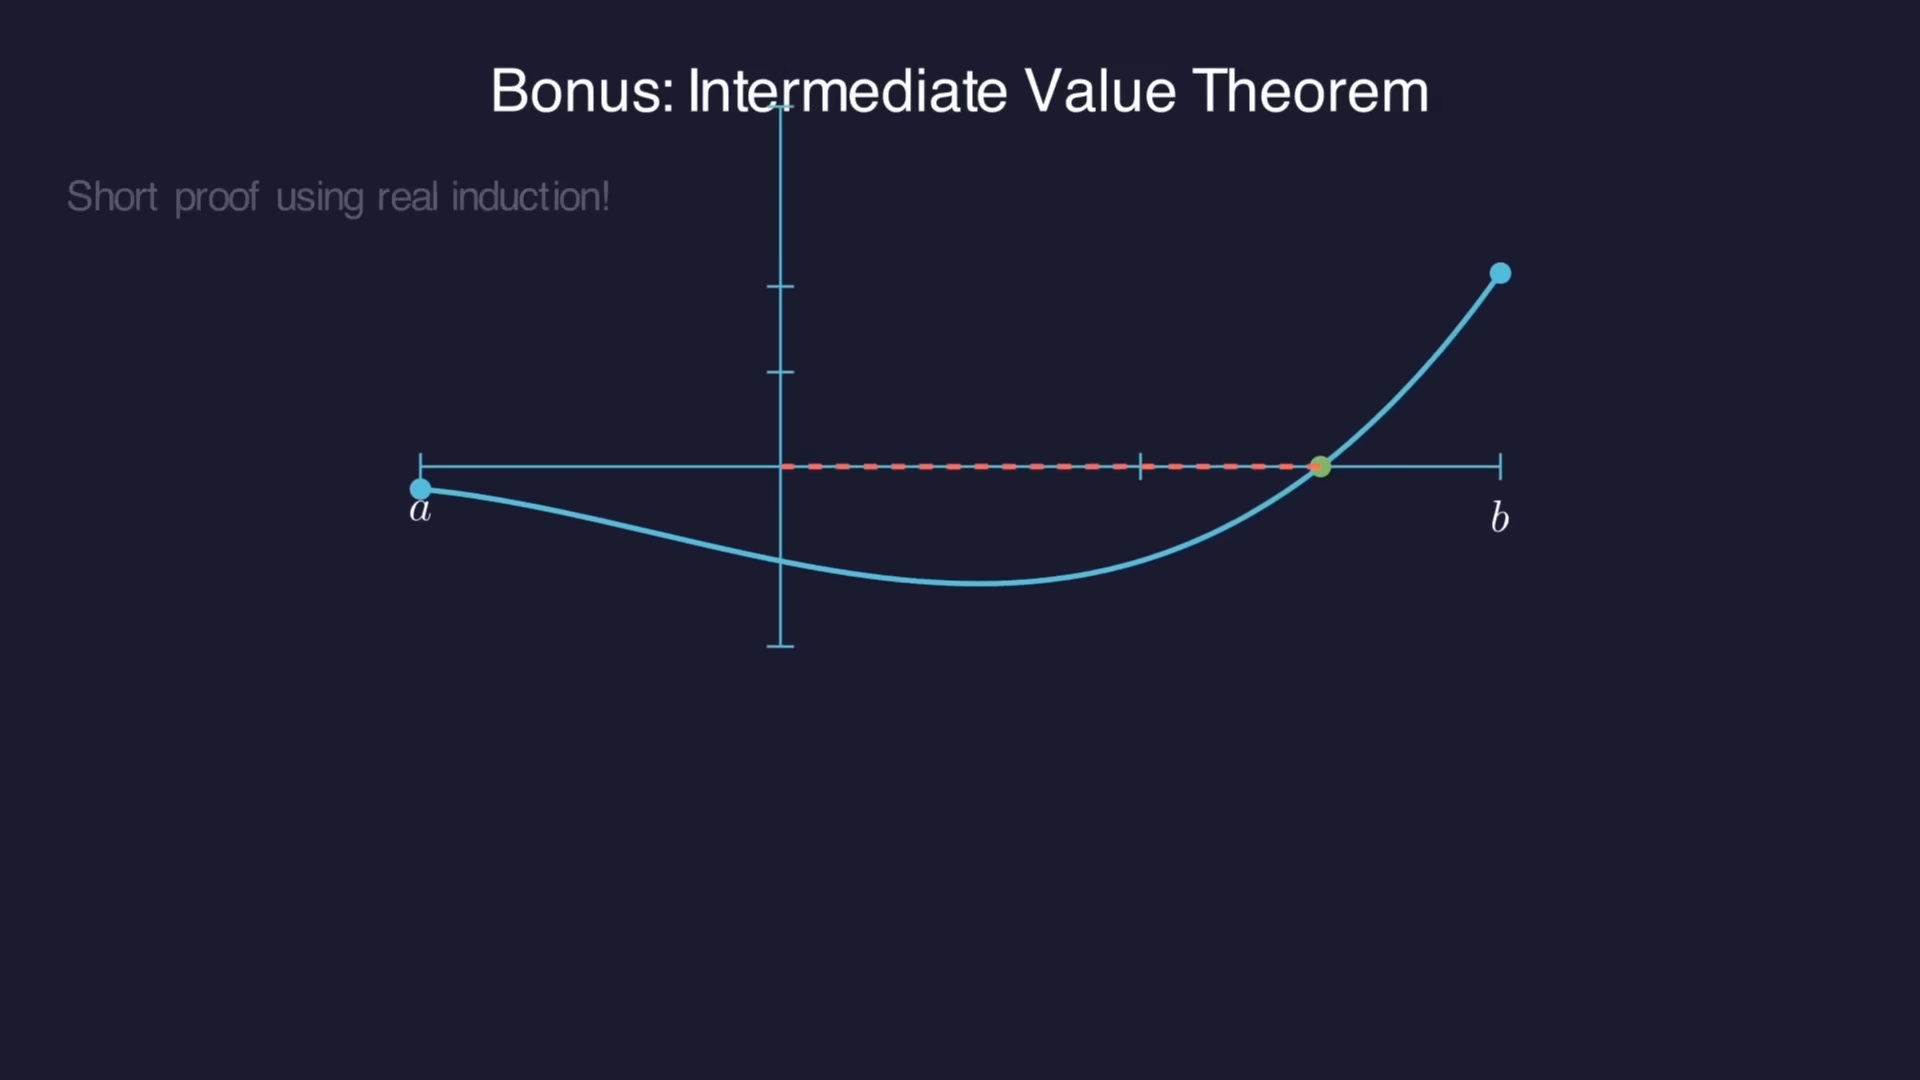 Bonus: Intermediate Value Theorem
Short proof using real induction!
a
b